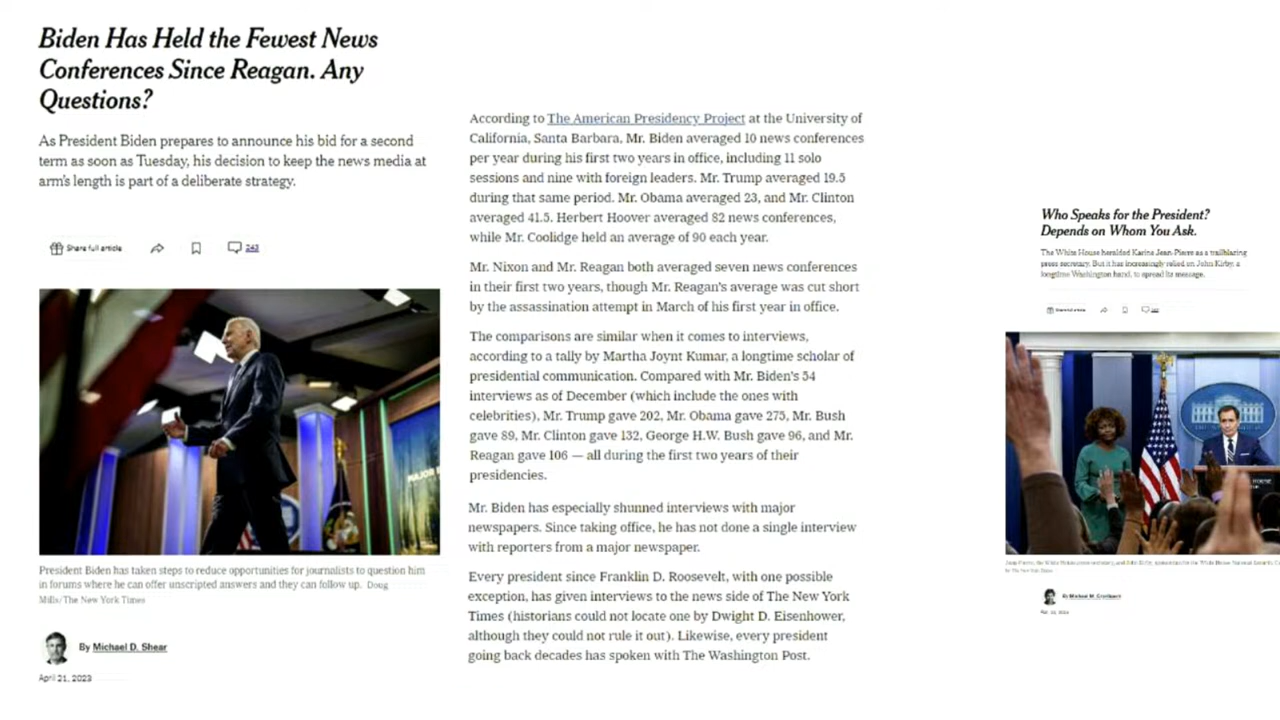 Biden Has Held the Fewest News
Conferences Since Reagan. Any
Questions?
As President Biden prepares to announce his bid for a second
term as soon as Tuesday, his decision to keep the news media at
arm's length is part of a deliberate strategy.
Share full article
243
President Biden has taken steps to reduce opportunities for journalists to question him
in forums where he can offer unscripted answers and they can follow up. Doug
Mills/The New York Times
By Michael D. Shear
April 21, 2023
According to The American Presidency Project at the University of
California, Santa Barbara, Mr. Biden averaged 10 news conferences
per year during his first two years in office, including 11 solo
sessions and nine with foreign leaders. Mr. Trump averaged 19.5
during that same period. Mr. Obama averaged 23, and Mr. Clinton
averaged 41.5. Herbert Hoover averaged 82 news conferences,
while Mr. Coolidge held an average of 90 each year.
Mr. Nixon and Mr. Reagan both averaged seven news conferences
in their first two years, though Mr. Reagan's average was cut short
by the assassination attempt in March of his first year in office.
The comparisons are similar when it comes to interviews,
according to a tally by Martha Joynt Kumar, a longtime scholar of
presidential communication. Compared with Mr. Biden's 54
interviews as of December (which include the ones with
celebrities), Mr. Trump gave 202, Mr. Obama gave 275, Mr. Bush
gave 89, Mr. Clinton gave 132, George H.W. Bush gave 96, and Mr.
Reagan gave 106 — all during the first two years of their
presidencies.
Mr. Biden has especially shunned interviews with major
newspapers. Since taking office, he has not done a single interview
with reporters from a major newspaper.
Every president since Franklin D. Roosevelt, with one possible
exception, has given interviews to the news side of The New York
Times (historians could not locate one by Dwight D. Eisenhower,
although they could not rule it out). Likewise, every president
going back decades has spoken with The Washington Post.
Who Speaks for the President?
Depends on Whom You Ask.
The White House heralded Karine Jean-Pierre as a trailblazing
press secretary. But it has increasingly relied on John Kirby, a
longtime Washington hand, to spread its message.
Share full article
By Michael M. Grynbaum